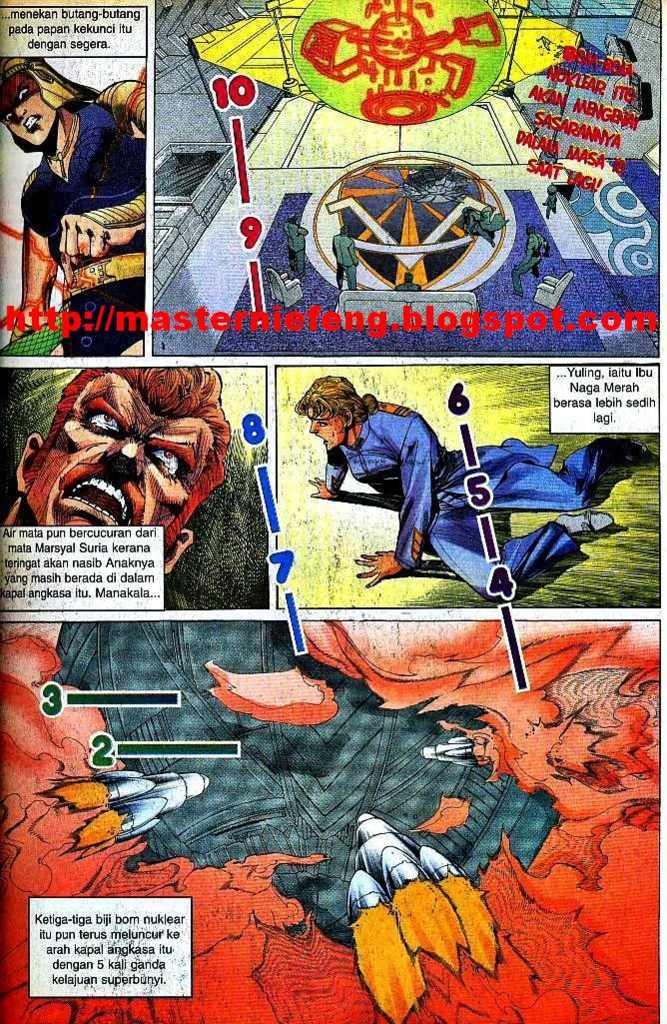 ...menekan butang-butang
pada papan kekunci itu
dengan segera.
BOM-BOM
NUKLEAR ITU
AKAN MENGENAI
SASARANNYA
DALAM MASA 10
SAAT LAGI!
10
9
http://masterniefeng.blogspot.com
8
7
Air mata pun bercucuran dari
mata Marsyal Suria kerana
teringat akan nasib Anaknya
yang masih berada di dalam
kapal angkasa itu. Manakala...
...Yuling, iaitu Ibu
Naga Merah
berasa lebih sedih
lagi.
6
5
4
3
2
Ketiga-tiga biji bom nuklear
itu pun terus meluncur ke
arah kapal angkasa itu
dengan 5 kali ganda
kelajuan superbunyi.